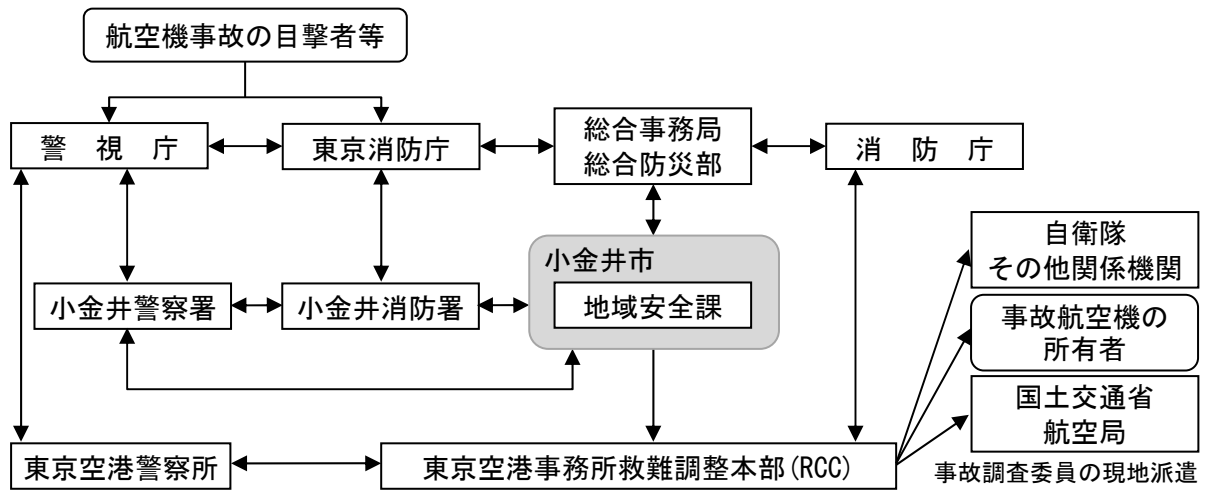 航空機事故の目撃者等
警 視 庁
東京消防庁
総合事務局
総合防災部
消 防 庁
自衛隊
その他関係機関
小金井市
小金井警察署
小金井消防署
地域安全課
事故航空機の
所有者
国土交通省
航空局
東京空港警察所
東京空港事務所救難調整本部(RCC)
事故調査委員の現地派遣